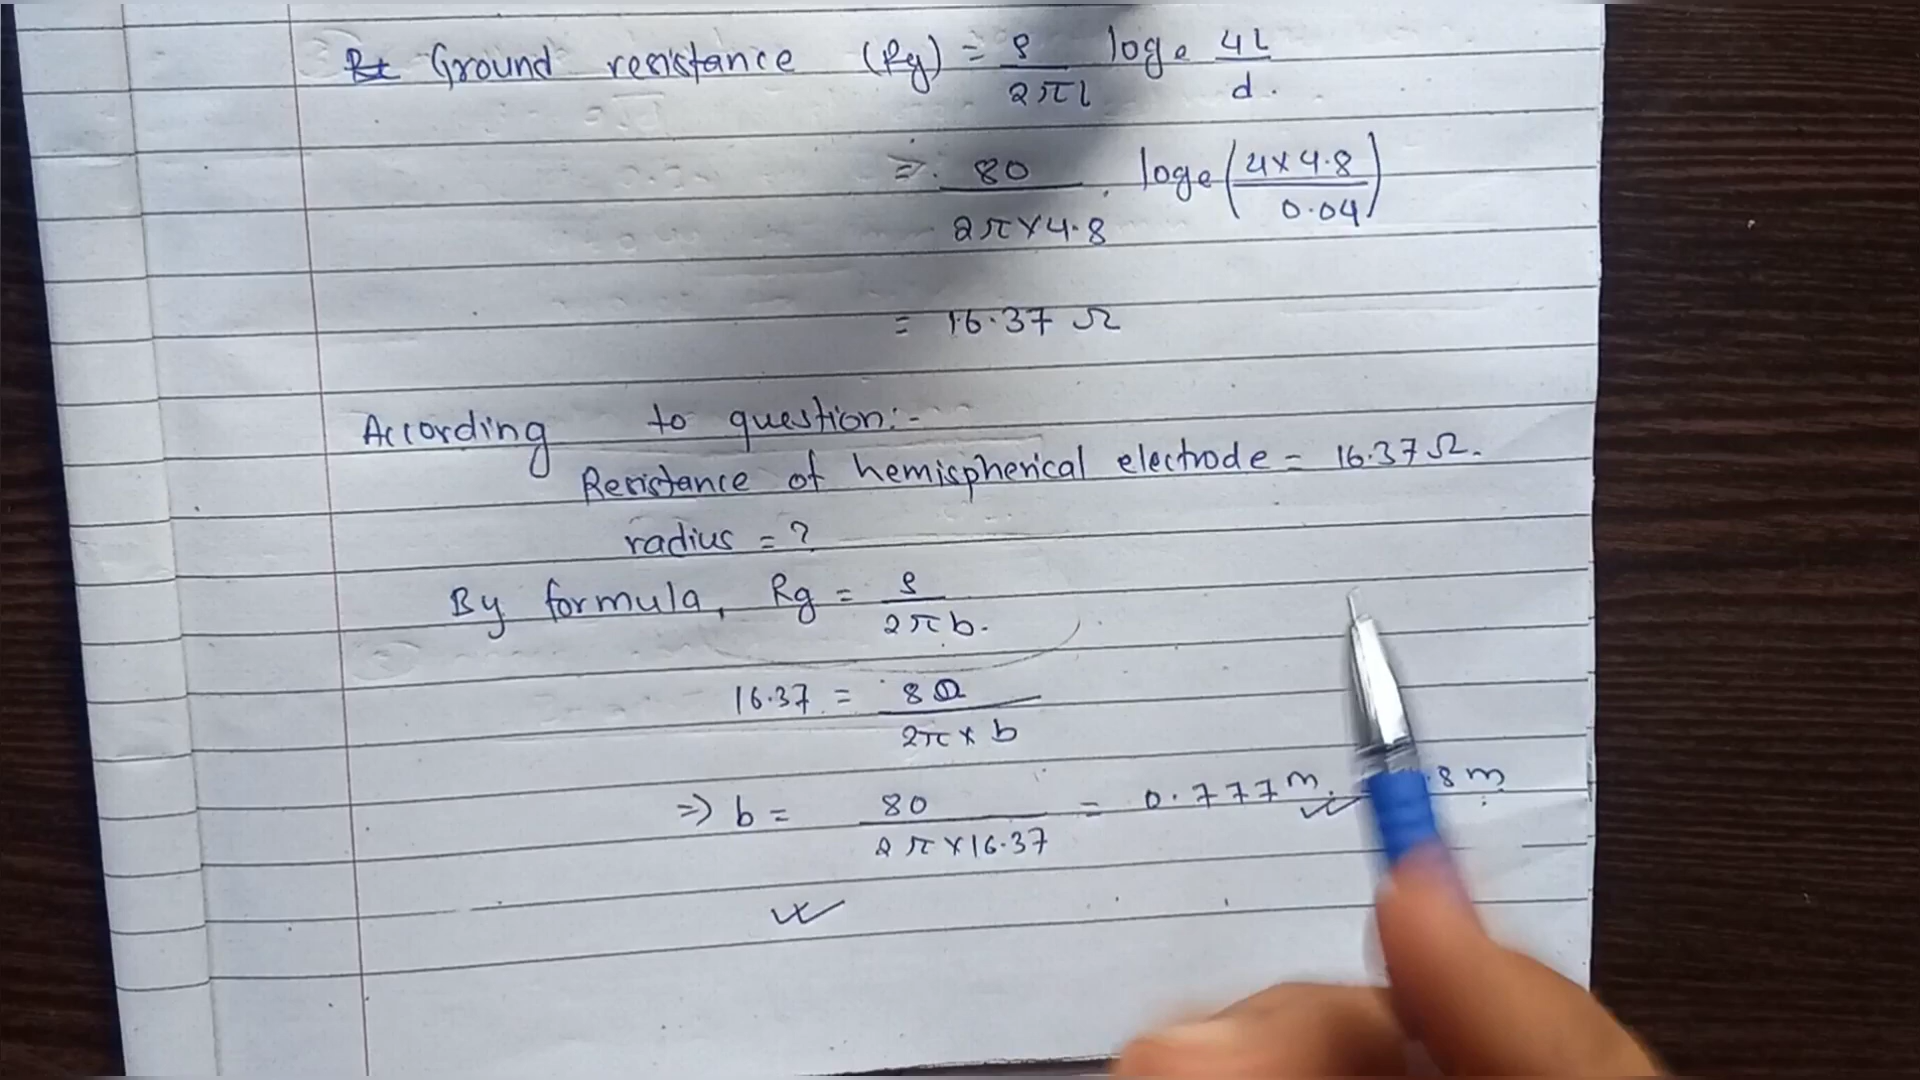 Ground resistance (Rg) = ρ/2πl loge 4l/d.
⇒ 80/2π×4.8 . loge(4×4.8/0.04)
= 16.37 Ω
According to question:-
Resistance of hemispherical electrode = 16.37Ω.
radius = ?
By formula, Rg = ρ/2πb.
16.37 = 80/2π×b
⇒ b = 80/2π×16.37 = 0.777m. .8m